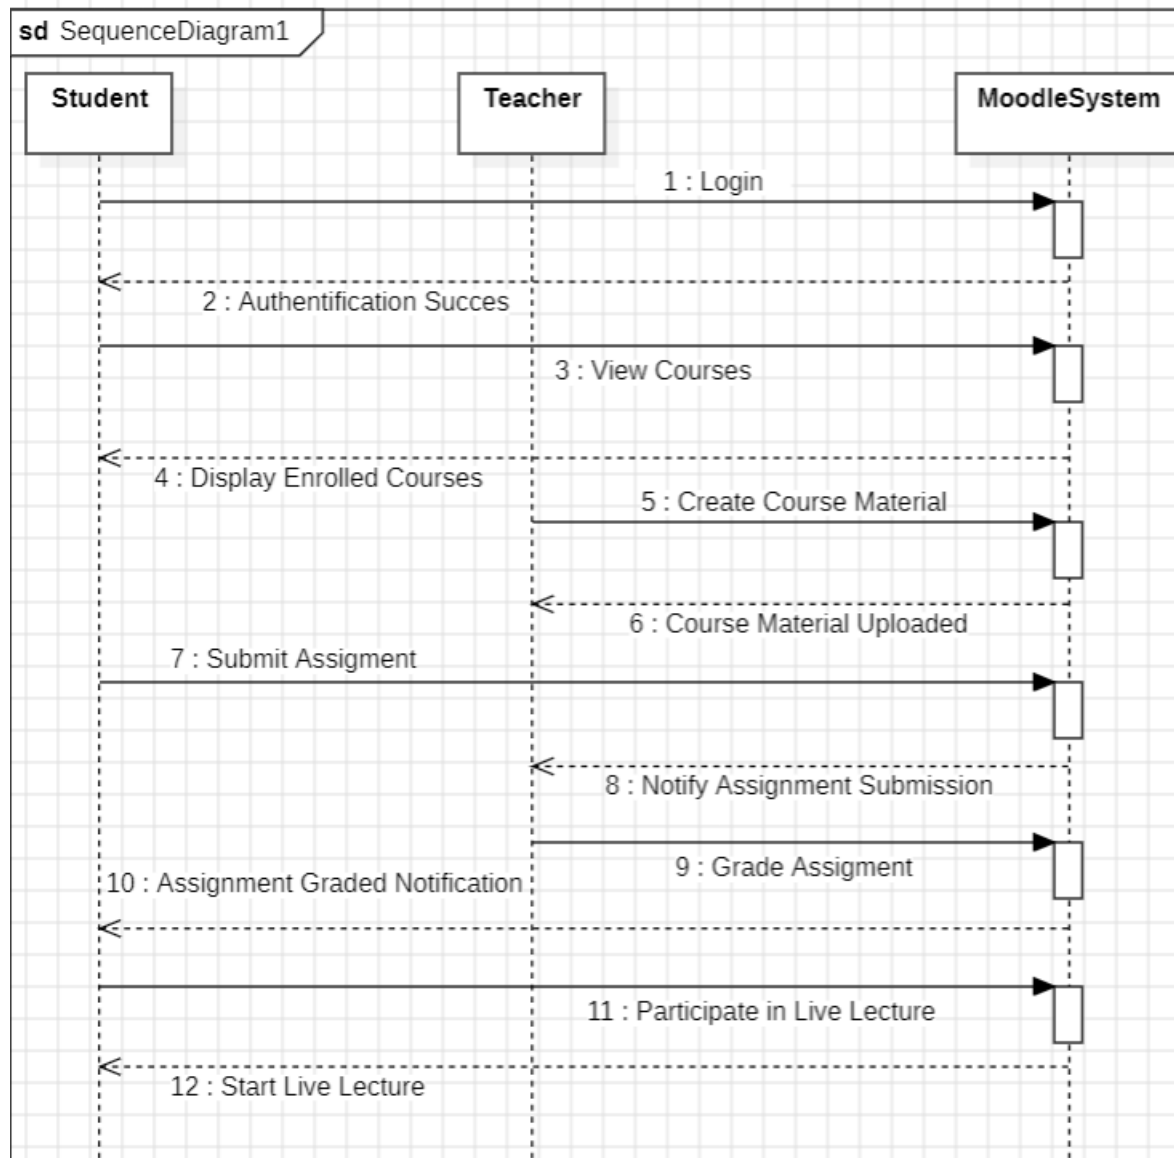 sd SequenceDiagram1
Student
Teacher
MoodleSystem
1 : Login
2 : Authentification Succes
3 : View Courses
4 : Display Enrolled Courses
5 : Create Course Material
6 : Course Material Uploaded
7 : Submit Assigment
8 : Notify Assignment Submission
9 : Grade Assigment
10 : Assignment Graded Notification
11 : Participate in Live Lecture
12 : Start Live Lecture